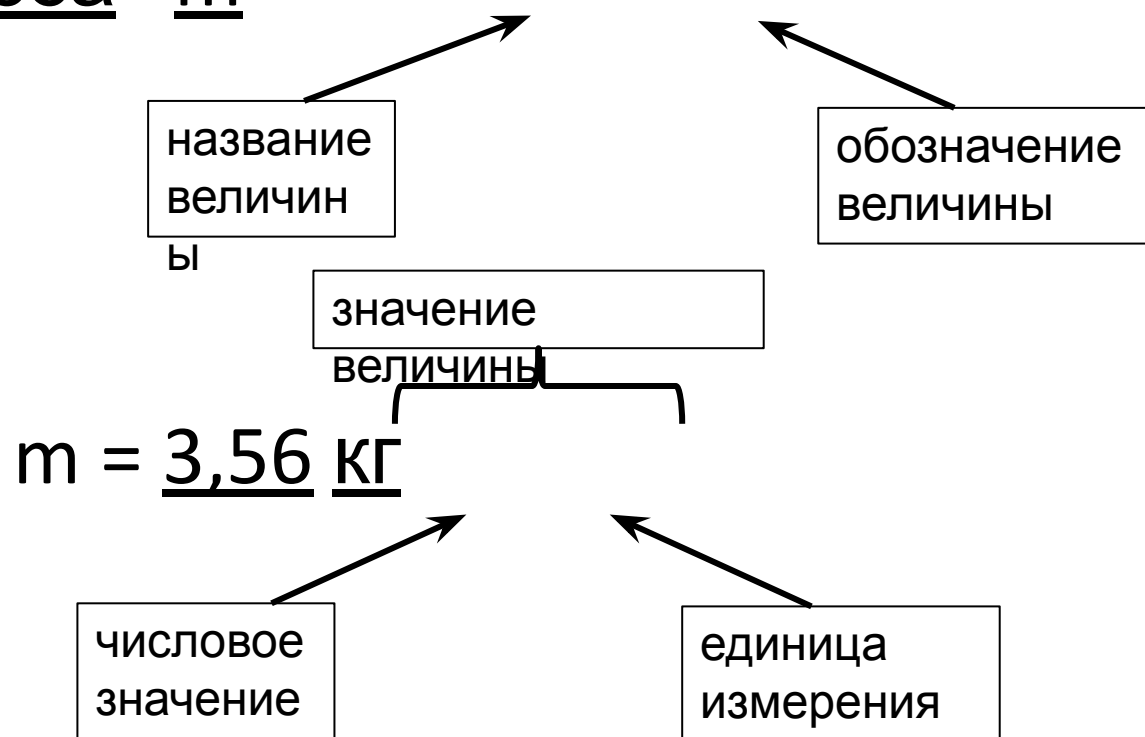 m
название
величин
ы
обозначение
величины
значение
величины
m = 3,56 кг
числовое
значение
единица
измерения